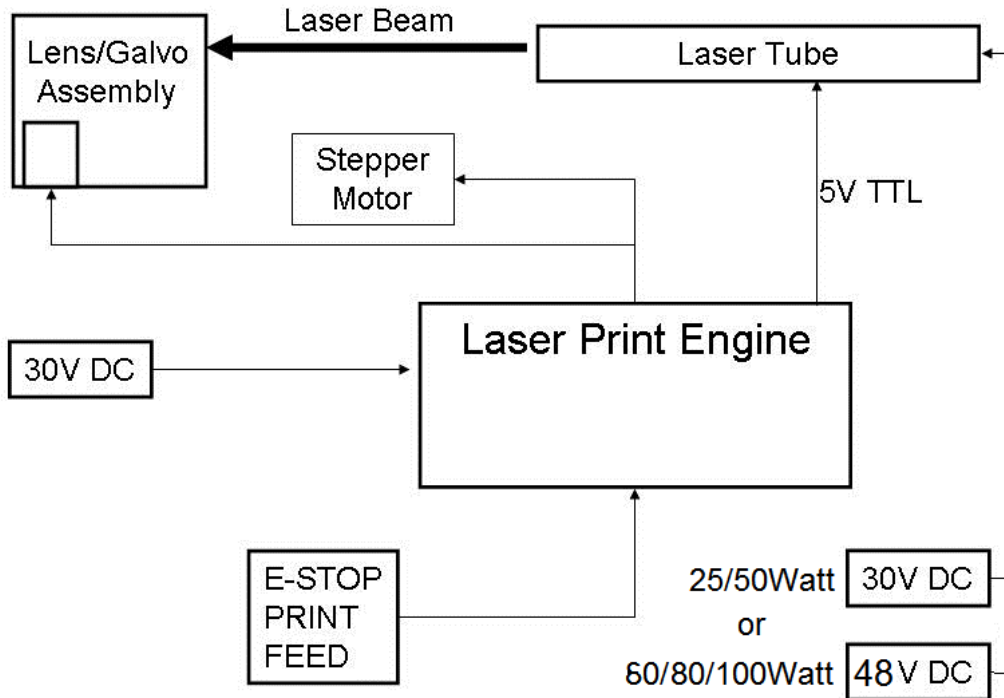 Laser Beam
Lens/Galvo
Assembly
Laser Tube
Stepper
Motor
5V TTL
Laser Print Engine
30V DC
E-STOP
PRINT
FEED
25/50Watt
30V DC
or
60/80/100Watt
48V DC